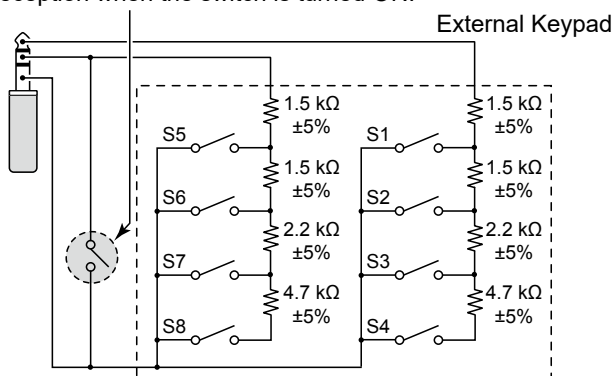 ception when the switch is turned ON.
External Keypad
1.5 kΩ
±5%
1.5 kΩ
±5%
S5
S1
1.5 kΩ
±5%
1.5 kΩ
±5%
S6
S2
2.2 kΩ
±5%
2.2 kΩ
±5%
S7
S3
4.7 kΩ
±5%
4.7 kΩ
±5%
S8
S4